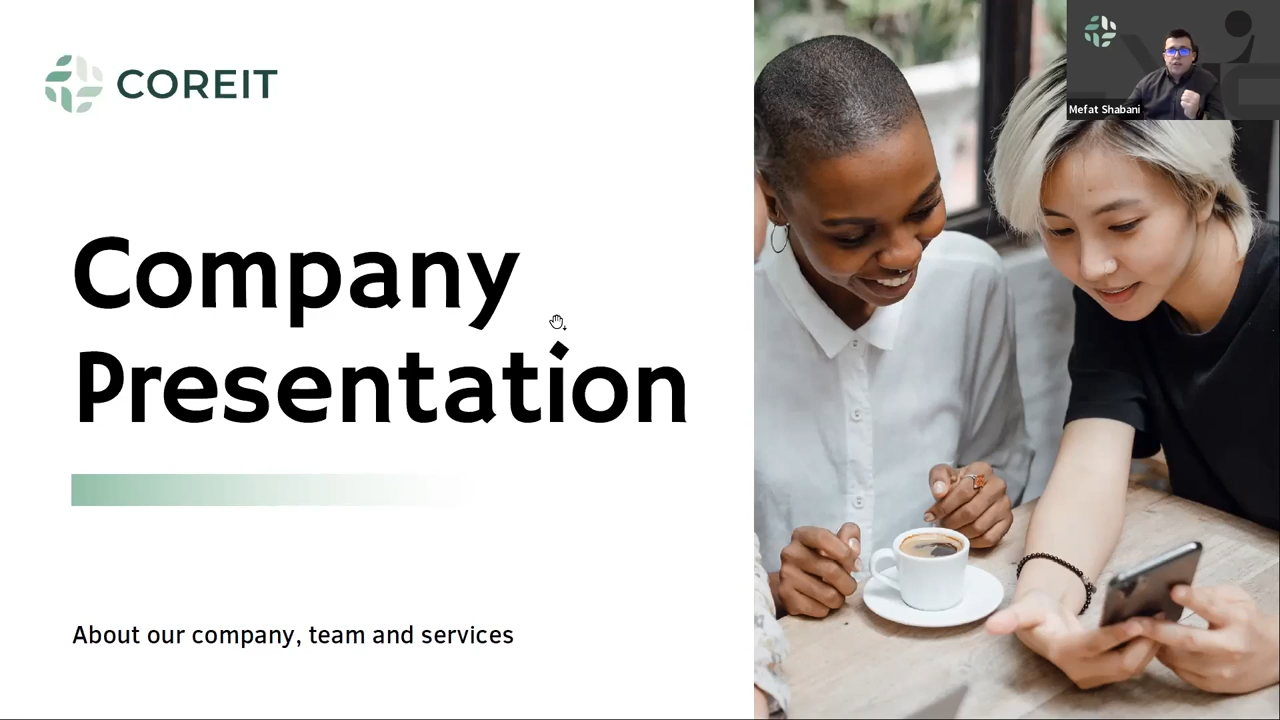 COREIT
Mefat Shabani
Company
Presentation
About our company, team and services